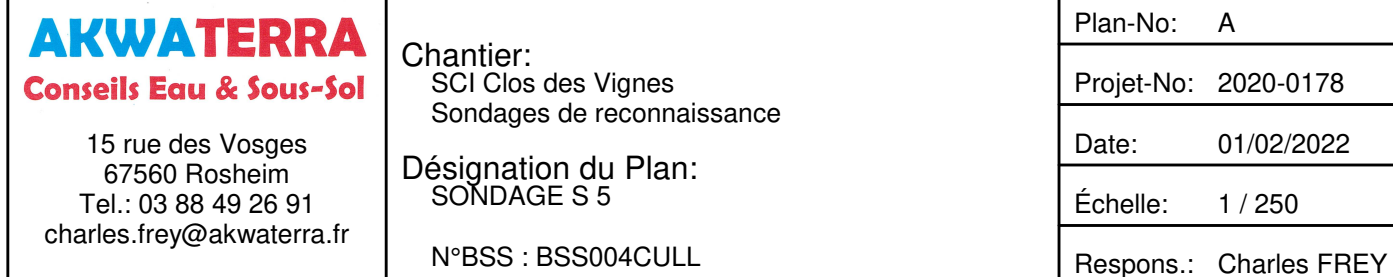 AKWATERRA
Conseils Eau & Sous-Sol
15 rue des Vosges
67560 Rosheim
Tel.: 03 88 49 26 91
charles.frey@akwaterra.fr
Chantier:
SCI Clos des Vignes
Sondages de reconnaissance
Désignation du Plan:
SONDAGE S 5
N°BSS : BSS004CULL
Plan-No: A
Projet-No: 2020-0178
Date: 01/02/2022
Échelle: 1 / 250
Respons.: Charles FREY